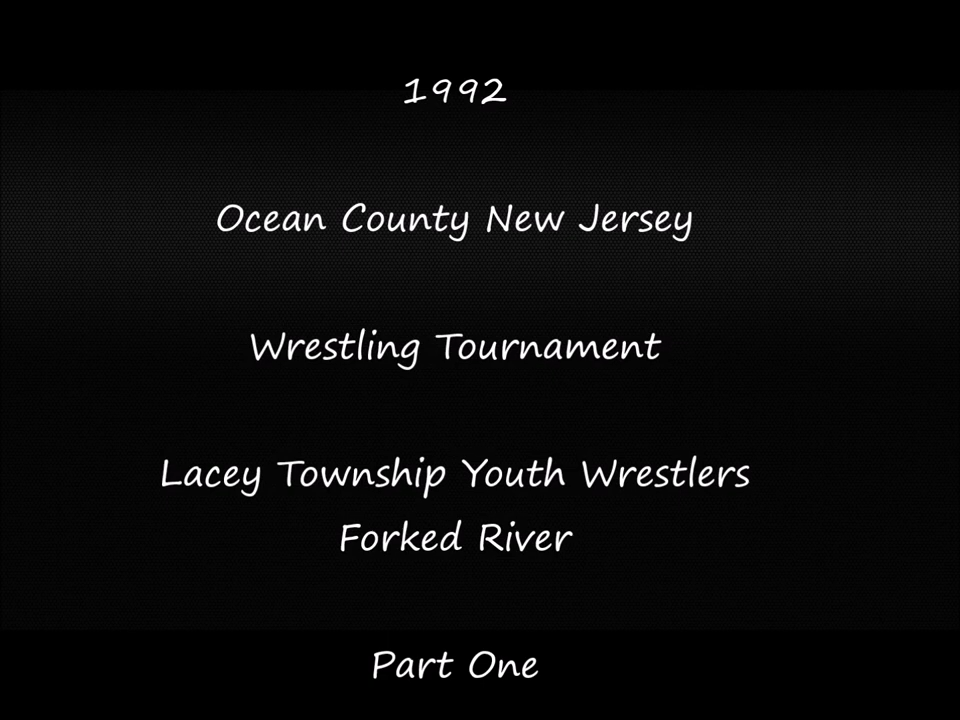 1992
Ocean County New Jersey
Wrestling Tournament
Lacey Township Youth Wrestlers
Forked River
Part One